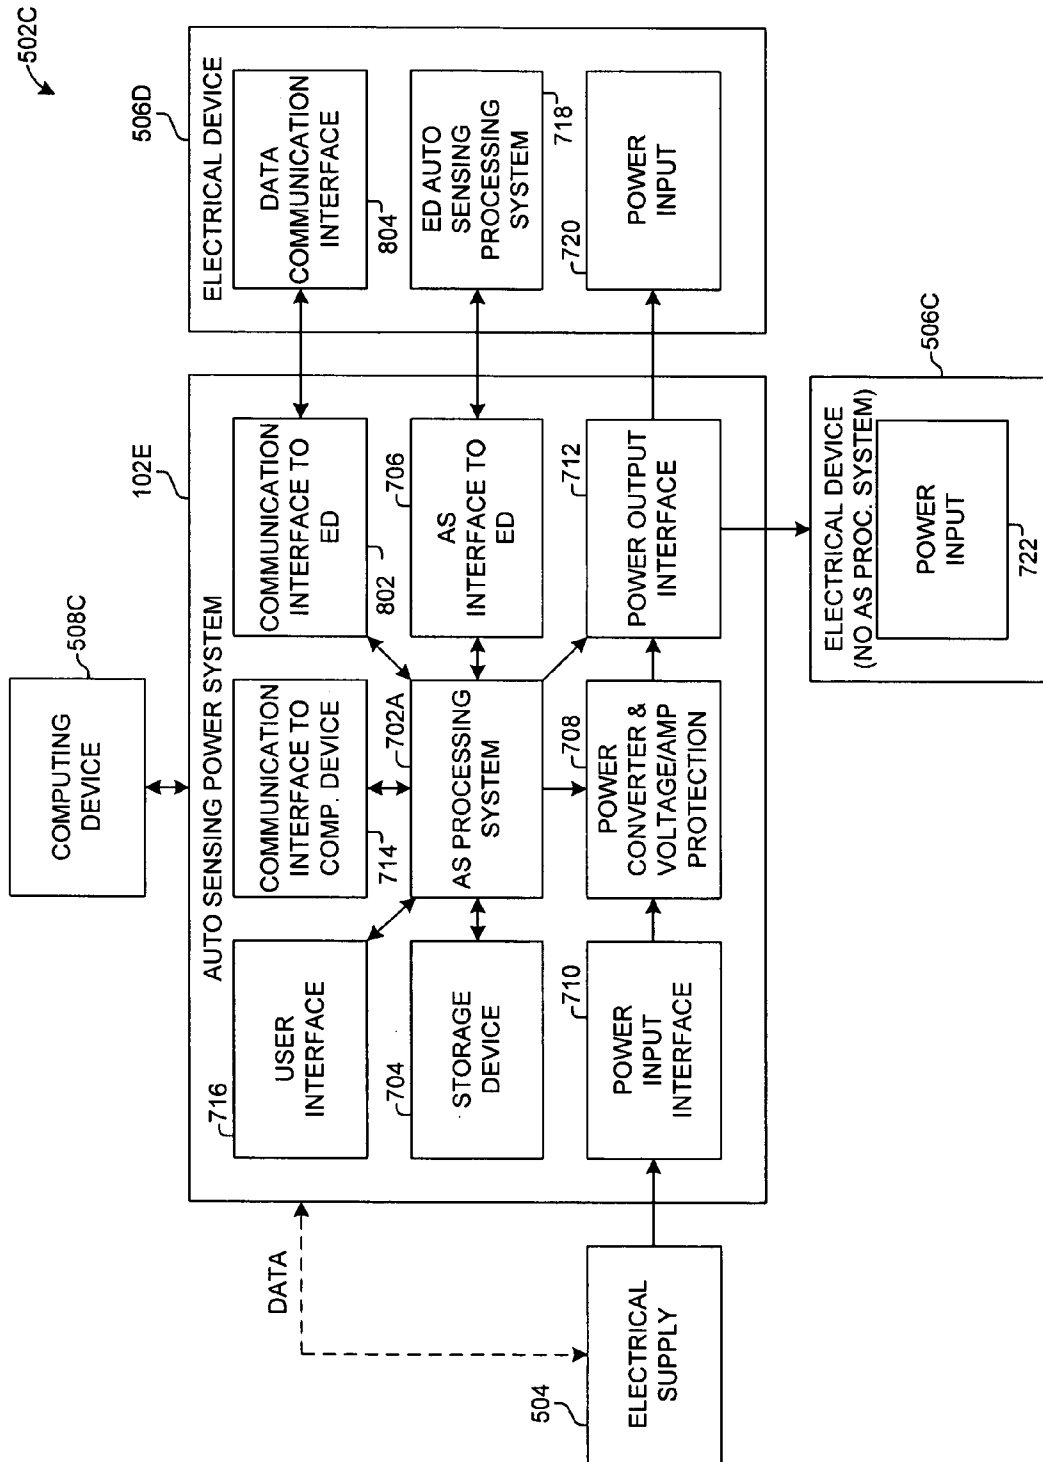 502C
508C
COMPUTING
DEVICE
102E
AUTO SENSING POWER SYSTEM
716
USER
INTERFACE
714
COMMUNICATION
INTERFACE TO
COMP. DEVICE
802
COMMUNICATION
INTERFACE TO
ED
704
STORAGE
DEVICE
702A
AS PROCESSING
SYSTEM
706
AS
INTERFACE TO
ED
710
POWER
INPUT
INTERFACE
708
POWER
CONVERTER &
VOLTAGE/AMP
PROTECTION
712
POWER OUTPUT
INTERFACE
506D
ELECTRICAL DEVICE
DATA
COMMUNICATION
INTERFACE
804
ED AUTO
SENSING
PROCESSING
SYSTEM
718
720
POWER
INPUT
DATA
504
ELECTRICAL
SUPPLY
506C
ELECTRICAL DEVICE
(NO AS PROC. SYSTEM)
POWER
INPUT
722